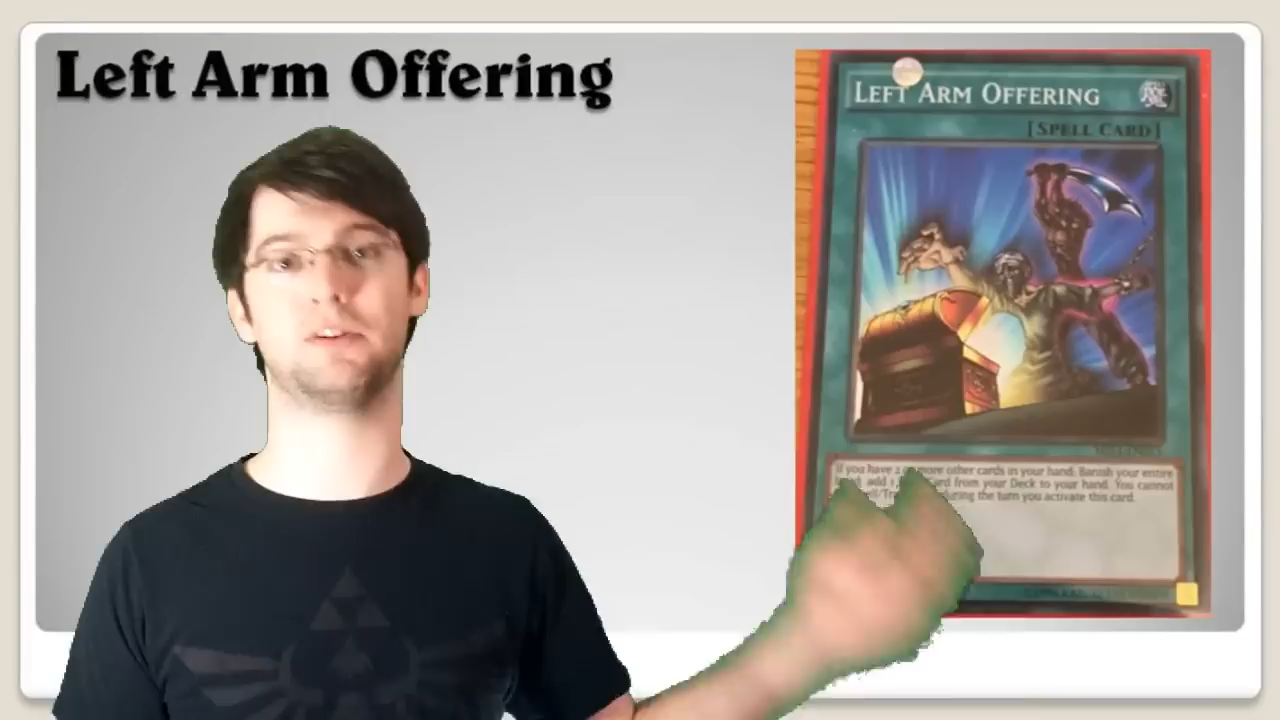 Left Arm Offering
LEFT ARM OFFERING
[SPELL CARD]
If you have 2 or more other cards in your hand: Banish your entire
add 1 from your Deck to your hand. You cannot
during the turn you activate this card.